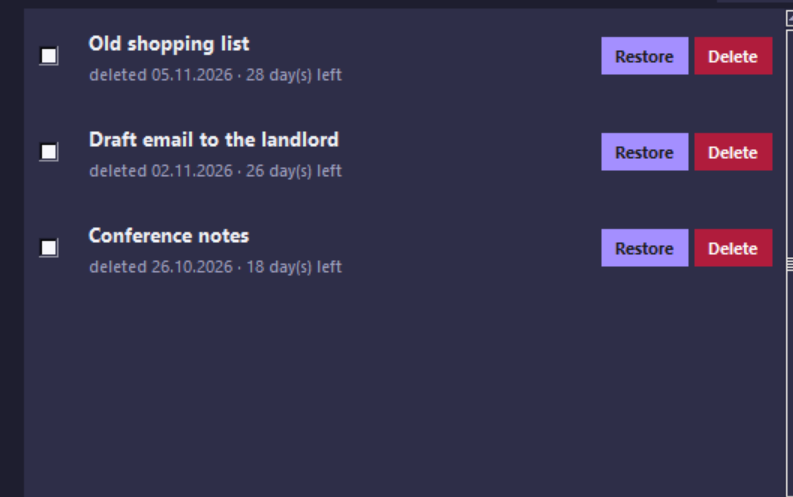 Old shopping list
deleted 05.11.2026 · 28 day(s) left
Restore
Delete
Draft email to the landlord
deleted 02.11.2026 · 26 day(s) left
Restore
Delete
Conference notes
deleted 26.10.2026 · 18 day(s) left
Restore
Delete